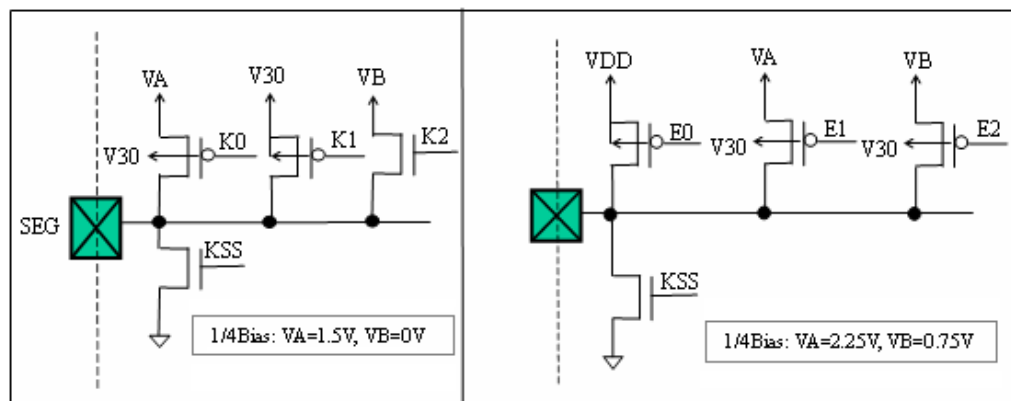 VA
V30
VB
K0
K1
K2
V30
SEG
KSS
1/4Bias: VA=1.5V, VB=0V
VDD
VA
VB
E0
E1
E2
V30
V30
KSS
1/4Bias: VA=2.25V, VB=0.75V